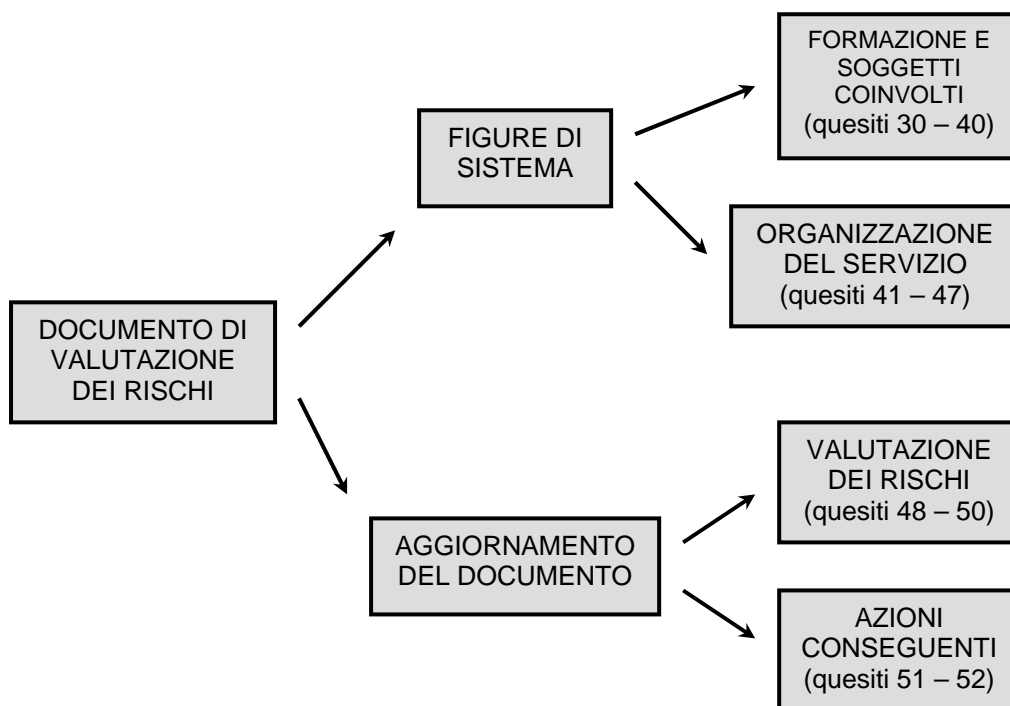 FORMAZIONE E
SOGGETTI
COINVOLTI
(quesiti 30 – 40)
FIGURE DI
SISTEMA
ORGANIZZAZIONE
DEL SERVIZIO
(quesiti 41 – 47)
DOCUMENTO DI
VALUTAZIONE
DEI RISCHI
VALUTAZIONE
DEI RISCHI
(quesiti 48 – 50)
AGGIORNAMENTO
DEL DOCUMENTO
AZIONI
CONSEGUENTI
(quesiti 51 – 52)